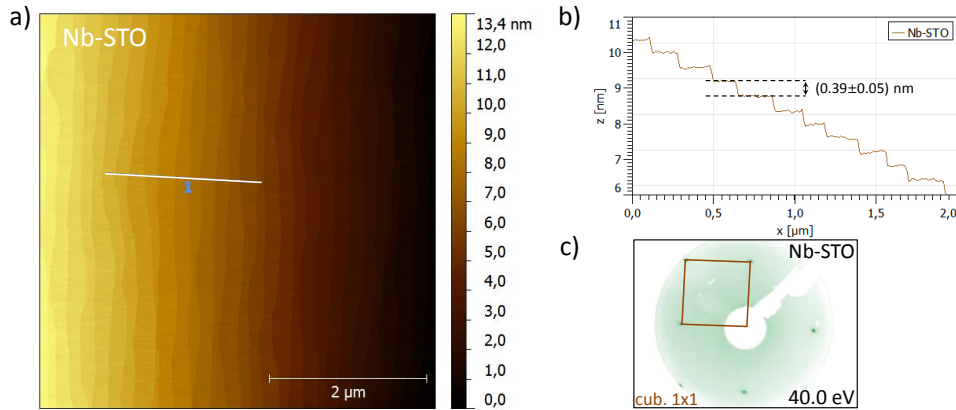 a)
Nb-STO
1
2 µm
13,4 nm
12,0
11,0
10,0
9,0
8,0
7,0
6,0
5,0
4,0
3,0
2,0
1,0
0,0
b)
Nb-STO
(0.39±0.05) nm
z [nm]
11
10
9
8
7
6
0,0
0,5
1,0
1,5
2,0
x [µm]
c)
Nb-STO
cub. 1x1
40.0 eV